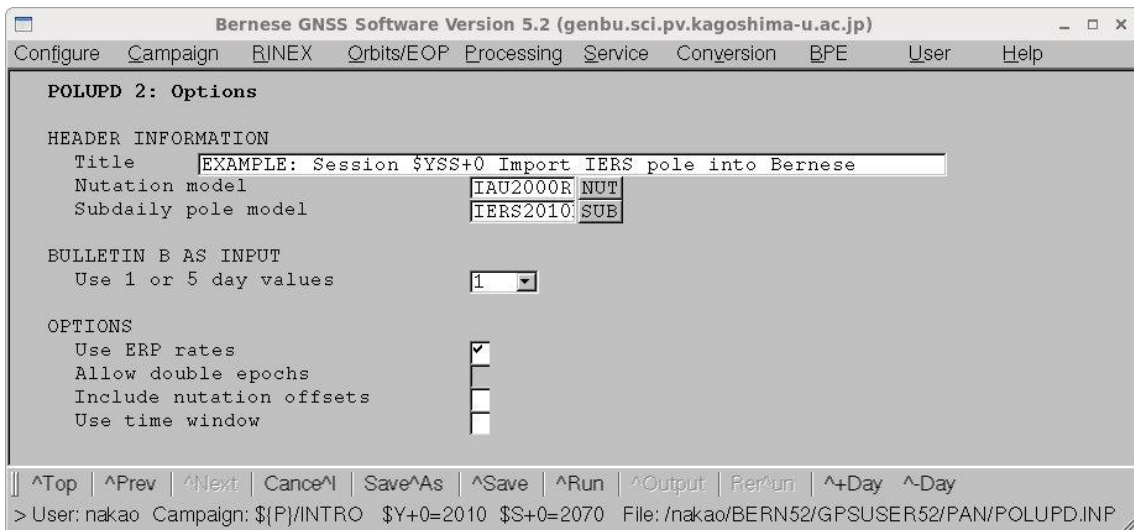 Bernese GNSS Software Version 5.2 (genbu.sci.pv.kagoshima-u.ac.jp)
Configure Campaign RINEX Orbits/EOP Processing Service Conversion BPE User Help
POLUPD 2: Options
HEADER INFORMATION
Title EXAMPLE: Session $YSS+0 Import IERS pole into Bernese
Nutation model IAU2000R NUT
Subdaily pole model IERS2010 SUB
BULLETIN B AS INPUT
Use 1 or 5 day values 1
OPTIONS
Use ERP rates
Allow double epochs
Include nutation offsets
Use time window
^Top ^Prev ^Next Cance^l Save^As ^Save ^Run ^Output Rer^un ^+Day ^-Day
> User: nakao Campaign: ${P}/INTRO $Y+0=2010 $S+0=2070 File: /nakao/BERN52/GPSUSER52/PAN/POLUPD.INP